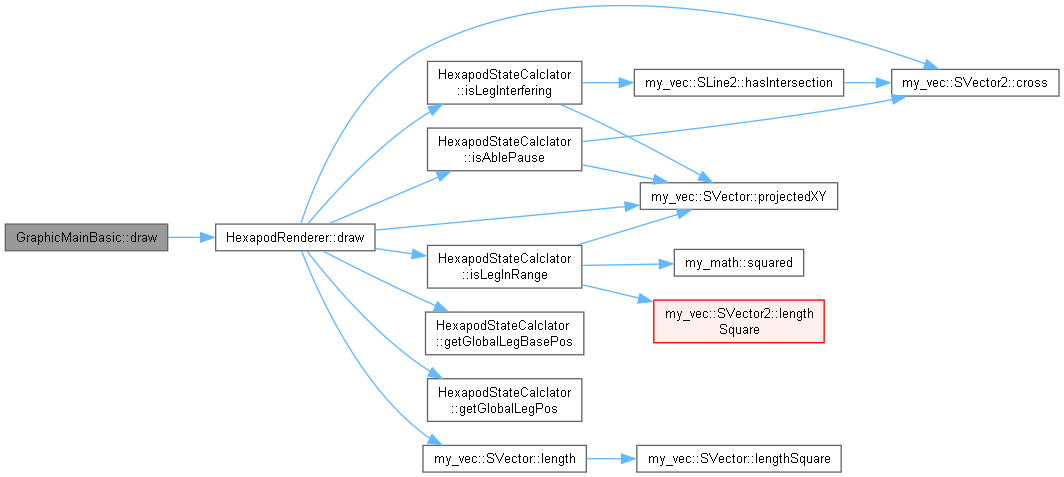 GraphicMainBasic::draw
HexapodRenderer::draw
HexapodStateCalclator
::isLegInterfering
HexapodStateCalclator
::isAblePause
HexapodStateCalclator
::isLegInRange
HexapodStateCalclator
::getGlobalLegBasePos
HexapodStateCalclator
::getGlobalLegPos
my_vec::SVector::length
my_vec::SLine2::hasIntersection
my_vec::SVector2::cross
my_vec::SVector::projectedXY
my_math::squared
my_vec::SVector2::length
Square
my_vec::SVector::lengthSquare